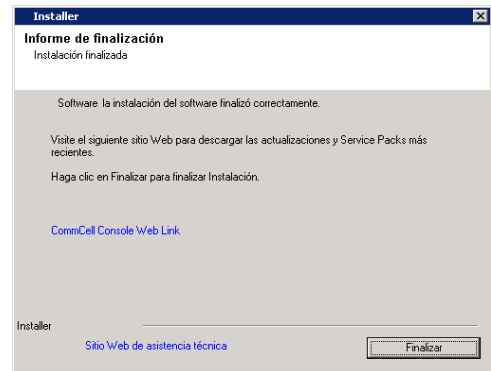 Installer
Informe de finalización
Instalación finalizada
Software la instalación del software finalizó correctamente.
Visite el siguiente sitio Web para descargar las actualizaciones y Service Packs más
recientes.
Haga clic en Finalizar para finalizar Instalación.
CommCell Console Web Link
Installer
Sitio Web de asistencia técnica
Finalizar